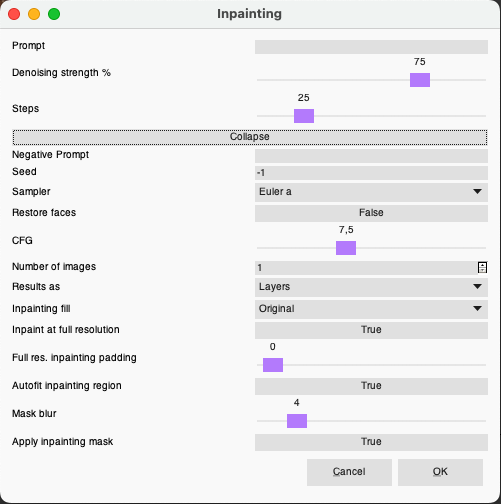 Inpainting
Prompt
75
Denoising strength %
25
Steps
Collapse
Negative Prompt
Seed -1
Sampler Euler a
Restore faces False
7,5
CFG
Number of images 1
Results as Layers
Inpainting fill Original
Inpaint at full resolution True
0
Full res. inpainting padding
Autofit inpainting region True
4
Mask blur
Apply inpainting mask True
Cancel OK